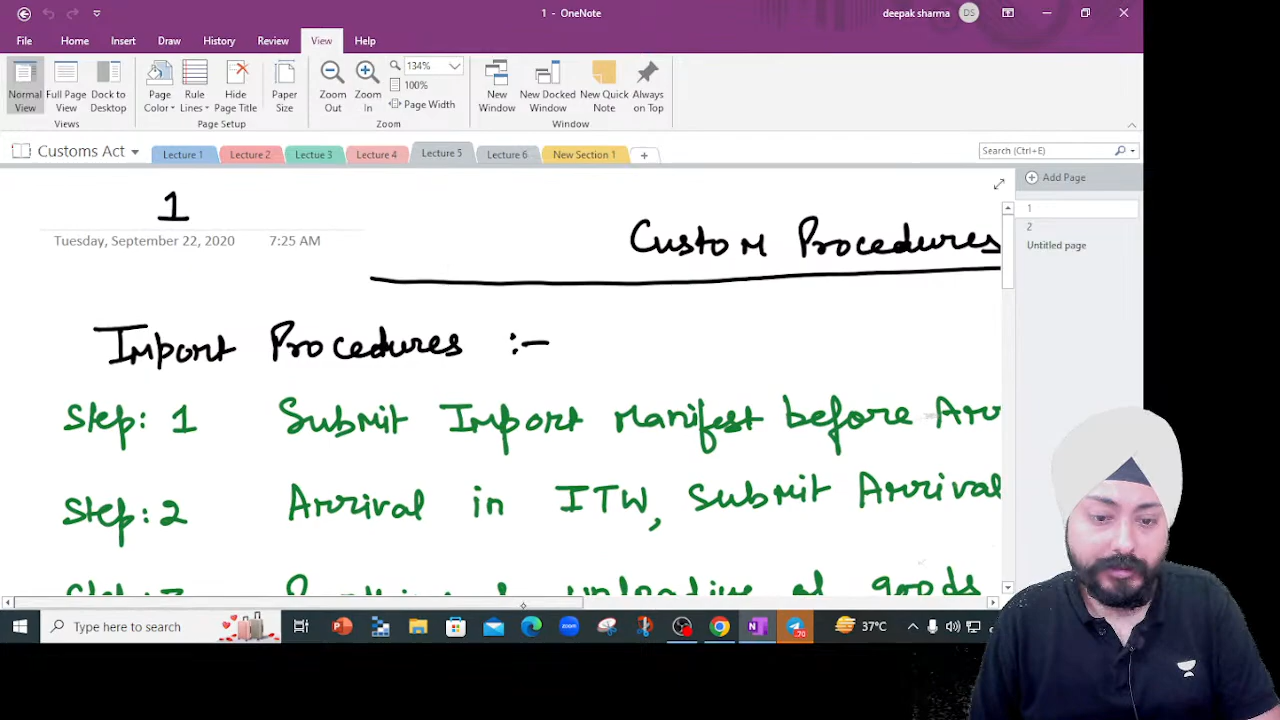 1 - OneNote
deepak sharma DS
File Home Insert Draw History Review View Help
Normal View Full Page View Dock to Desktop Page Color Rule Lines Hide Page Title Paper Size Zoom Out Zoom In 134% 100% Page Width New Window New Docked Window New Quick Note Always on Top
Views Page Setup Zoom Window
Customs Act Lecture 1 Lecture 2 Lectue 3 Lecture 4 Lecture 5 Lecture 6 New Section 1 + Search (Ctrl+E)
Add Page
1
1
2
Untitled page
Tuesday, September 22, 2020 7:25 AM
Custom Procedures
Import Procedures :-
Step: 1 Submit Import Manifest before Arr
Step: 2 Arrival in ITW, Submit Arrival
of goods
Type here to search
70
37°C